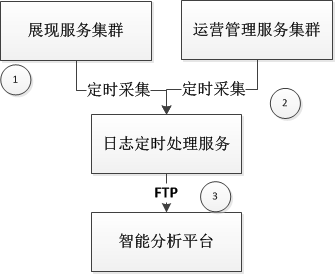 展现服务集群
运营管理服务集群
1
定时采集
定时采集
2
日志定时处理服务
FTP
3
智能分析平台